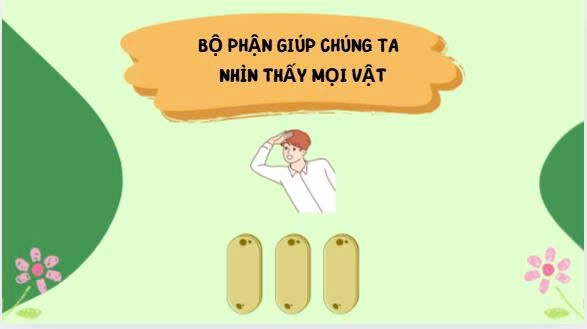 BỘ PHẬN GIÚP CHÚNG TA
NHÌN THẤY MỌI VẬT